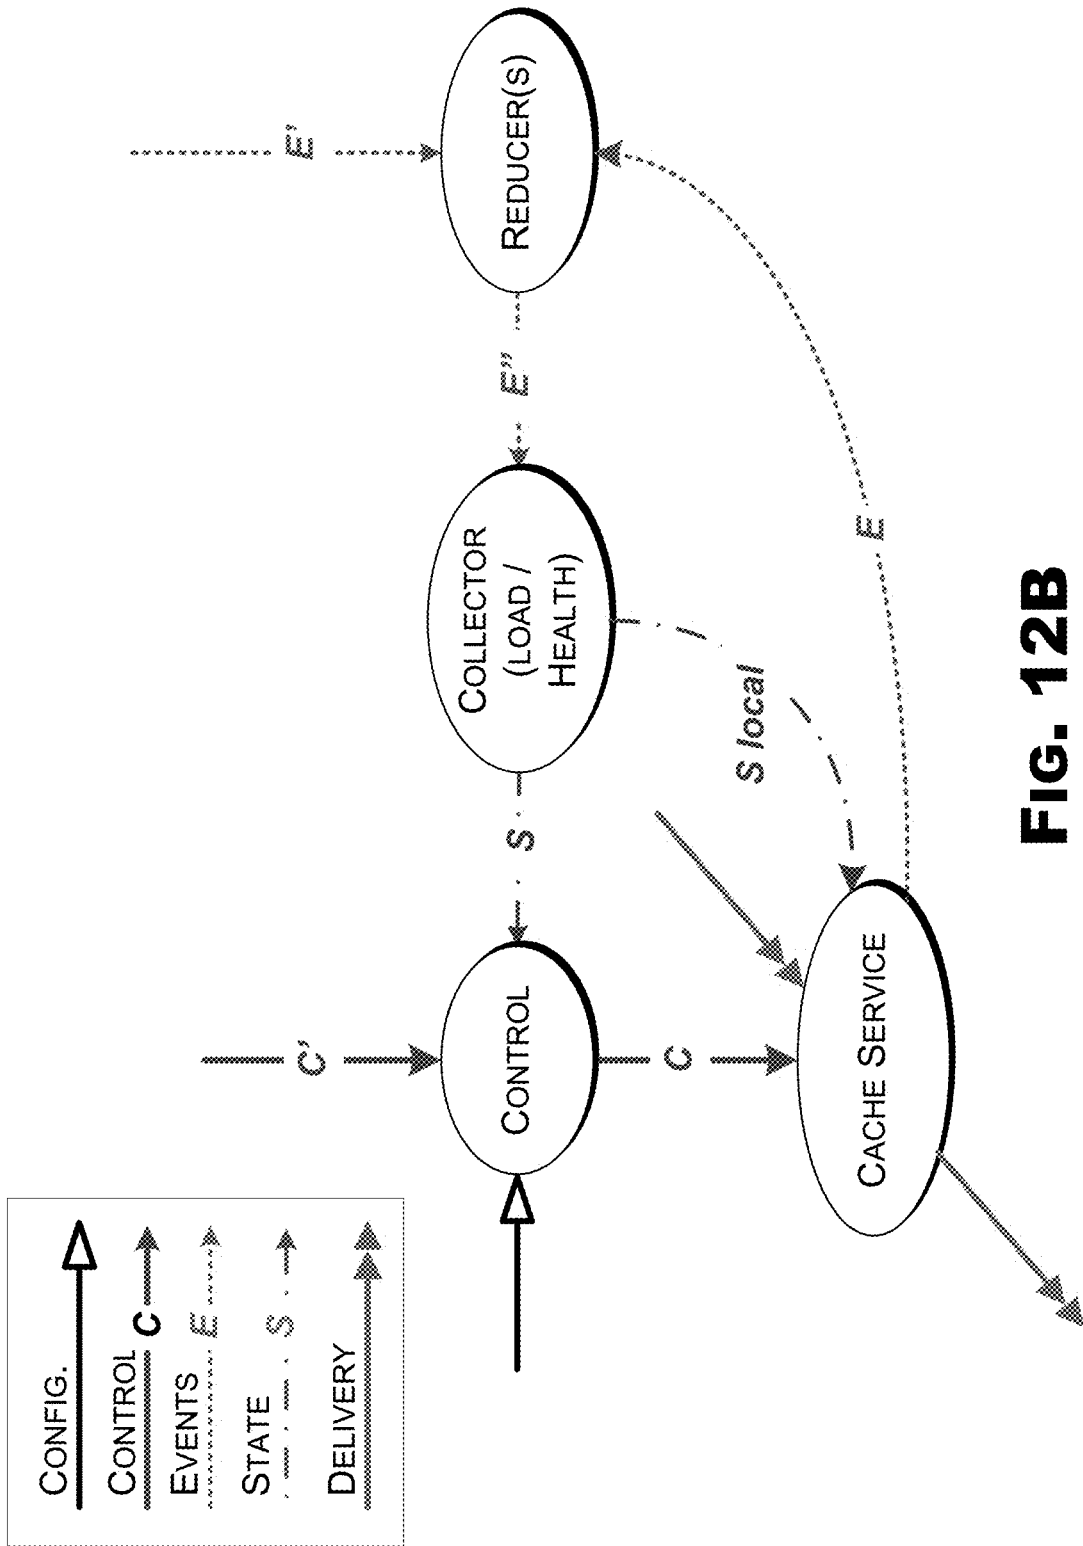 CONFIG.
CONTROL
C
EVENTS
E
STATE
S
DELIVERY
C'
CONTROL
S
COLLECTOR
(LOAD /
HEALTH)
E''
REDUCER(S)
E'
C
S local
E
CACHE SERVICE
FIG. 12B